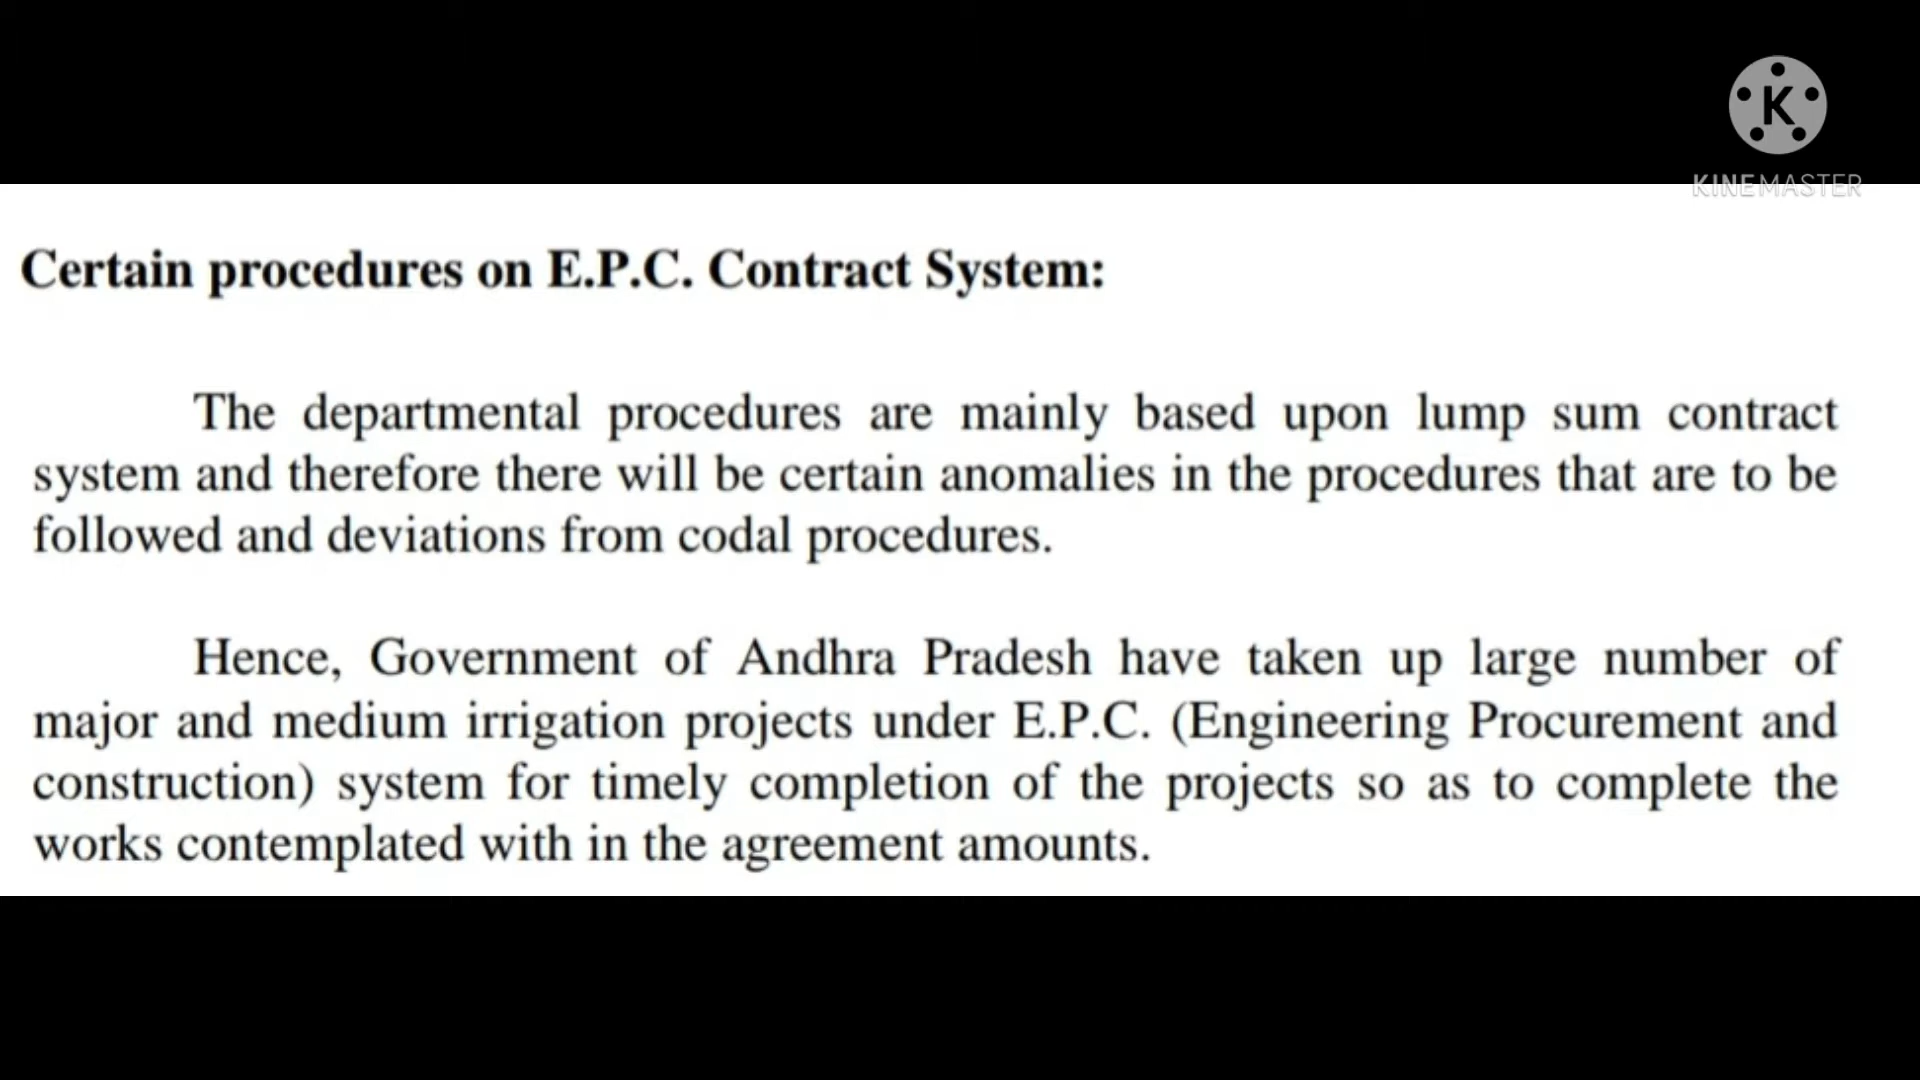 K
KINEMASTER
Certain procedures on E.P.C. Contract System:
The departmental procedures are mainly based upon lump sum contract
system and therefore there will be certain anomalies in the procedures that are to be
followed and deviations from codal procedures.
Hence, Government of Andhra Pradesh have taken up large number of
major and medium irrigation projects under E.P.C. (Engineering Procurement and
construction) system for timely completion of the projects so as to complete the
works contemplated with in the agreement amounts.